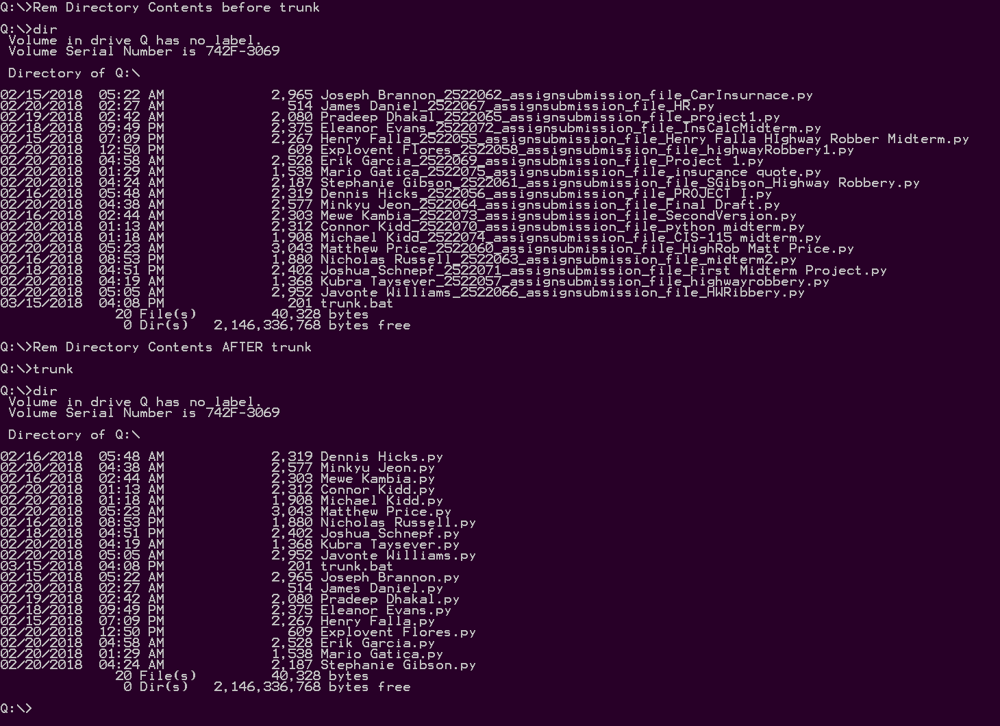 Q:\>Rem Directory Contents before trunk
Q:\>dir
 Volume in drive Q has no label.
 Volume Serial Number is 742F-3069
 Directory of Q:\
02/15/2018  05:22 AM             2,965 Joseph Brannon_2522062_assignsubmission_file_CarInsurnace.py
02/20/2018  02:27 AM               514 James Daniel_2522067_assignsubmission_file_HR.py
02/19/2018  02:42 AM             2,080 Pradeep Dhakal_2522065_assignsubmission_file_project1.py
02/18/2018  09:49 PM             2,375 Eleanor Evans_2522072_assignsubmission_file_InsCalcMidterm.py
02/15/2018  07:09 PM             2,267 Henry Falla_2522055_assignsubmission_file_Henry Falla HIghway Robber Midterm.py
02/20/2018  12:50 PM               609 Explovent Flores_2522058_assignsubmission_file_highwayRobbery1.py
02/20/2018  04:58 AM             2,528 Erik Garcia_2522069_assignsubmission_file_Project 1.py
02/20/2018  01:29 AM             1,538 Mario Gatica_2522075_assignsubmission_file_insurance quote.py
02/20/2018  04:24 AM             2,187 Stephanie Gibson_2522061_assignsubmission_file_SGibson_Highway Robbery.py
02/16/2018  05:48 AM             2,319 Dennis Hicks_2522056_assignsubmission_file_PROJECT I.py
02/20/2018  04:38 AM             2,577 Minkyu Jeon_2522064_assignsubmission_file_Final Draft.py
02/16/2018  02:44 AM             2,303 Mewe Kambia_2522073_assignsubmission_file_SecondVersion.py
02/20/2018  01:13 AM             2,312 Connor Kidd_2522070_assignsubmission_file_python midterm.py
02/20/2018  01:18 AM             1,908 Michael Kidd_2522074_assignsubmission_file_CIS-115 midterm.py
02/20/2018  05:23 AM             3,043 Matthew Price_2522060_assignsubmission_file_HighRob Matt Price.py
02/16/2018  08:53 PM             1,880 Nicholas Russell_2522063_assignsubmission_file_midterm2.py
02/18/2018  04:51 PM             2,402 Joshua Schnepf_2522071_assignsubmission_file_First Midterm Project.py
02/20/2018  04:19 AM             1,368 Kubra Taysever_2522057_assignsubmission_file_highwayrobbery.py
02/20/2018  05:05 AM             2,952 Javonte Williams_2522066_assignsubmission_file_HWRibbery.py
03/15/2018  04:08 PM               201 trunk.bat
              20 File(s)         40,328 bytes
               0 Dir(s)   2,146,336,768 bytes free
Q:\>Rem Directory Contents AFTER trunk
Q:\>trunk
Q:\>dir
 Volume in drive Q has no label.
 Volume Serial Number is 742F-3069
 Directory of Q:\
02/16/2018  05:48 AM             2,319 Dennis Hicks.py
02/20/2018  04:38 AM             2,577 Minkyu Jeon.py
02/16/2018  02:44 AM             2,303 Mewe Kambia.py
02/20/2018  01:13 AM             2,312 Connor Kidd.py
02/20/2018  01:18 AM             1,908 Michael Kidd.py
02/20/2018  05:23 AM             3,043 Matthew Price.py
02/16/2018  08:53 PM             1,880 Nicholas Russell.py
02/18/2018  04:51 PM             2,402 Joshua Schnepf.py
02/20/2018  04:19 AM             1,368 Kubra Taysever.py
02/20/2018  05:05 AM             2,952 Javonte Williams.py
03/15/2018  04:08 PM               201 trunk.bat
02/15/2018  05:22 AM             2,965 Joseph Brannon.py
02/20/2018  02:27 AM               514 James Daniel.py
02/19/2018  02:42 AM             2,080 Pradeep Dhakal.py
02/18/2018  09:49 PM             2,375 Eleanor Evans.py
02/15/2018  07:09 PM             2,267 Henry Falla.py
02/20/2018  12:50 PM               609 Explovent Flores.py
02/20/2018  04:58 AM             2,528 Erik Garcia.py
02/20/2018  01:29 AM             1,538 Mario Gatica.py
02/20/2018  04:24 AM             2,187 Stephanie Gibson.py
              20 File(s)         40,328 bytes
               0 Dir(s)   2,146,336,768 bytes free
Q:\>